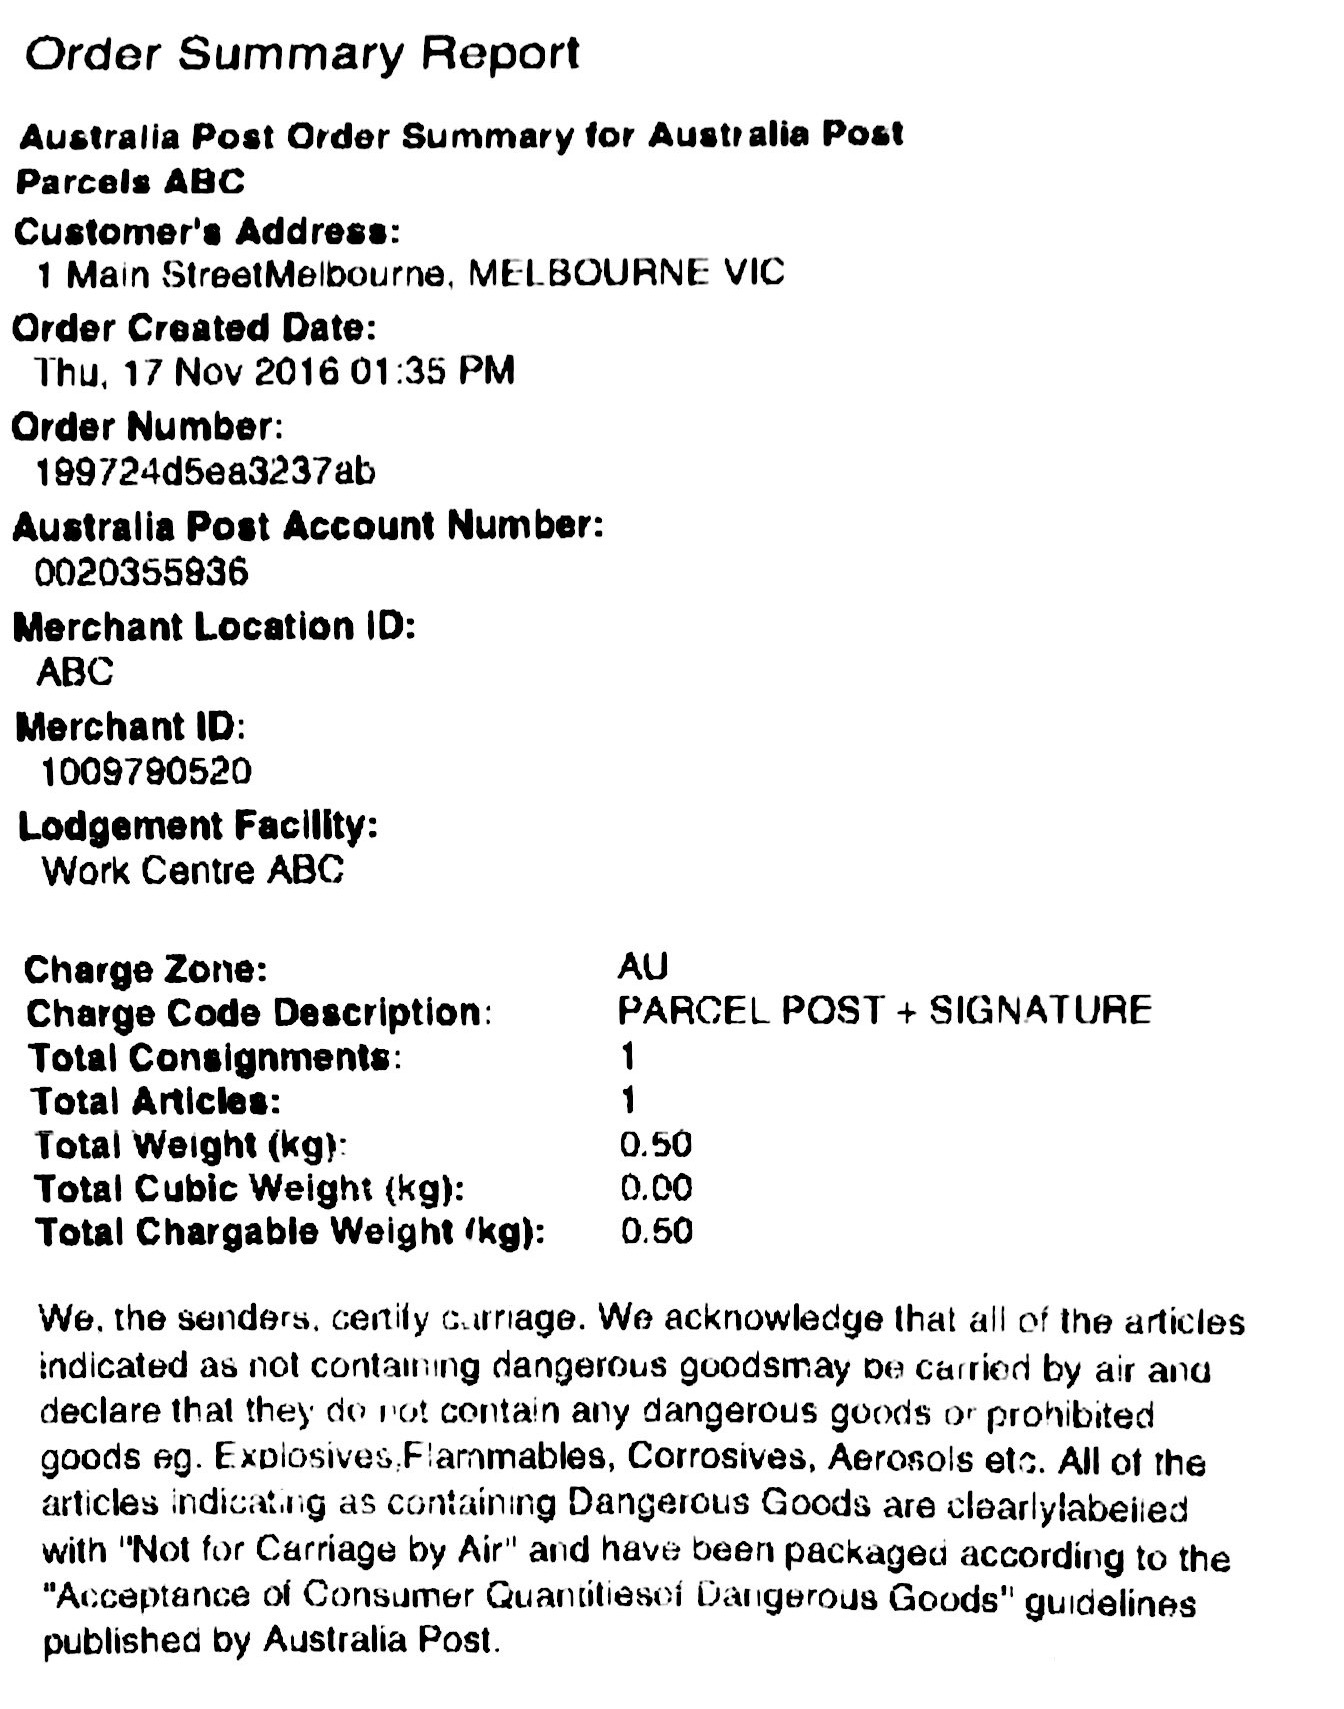 Order Summary Report
Australia Post Order Summary for Australia Post
Parcels ABC
Customer's Address:
1 Main StreetMelbourne, MELBOURNE VIC
Order Created Date:
Thu, 17 Nov 2016 01:35 PM
Order Number:
199724d5ea3237ab
Australia Post Account Number:
0020355936
Merchant Location ID:
ABC
Merchant ID:
1009790520
Lodgement Facility:
Work Centre ABC
Charge Zone: AU
Charge Code Description: PARCEL POST + SIGNATURE
Total Consignments: 1
Total Articles: 1
Total Weight (kg): 0.50
Total Cubic Weight (kg): 0.00
Total Chargable Weight (kg): 0.50
We, the senders, certify carriage. We acknowledge that all of the articles
indicated as not containing dangerous goodsmay be carried by air and
declare that they do not contain any dangerous goods or prohibited
goods eg. Explosives,Flammables, Corrosives, Aerosols etc. All of the
articles indicating as containing Dangerous Goods are clearlylabelled
with "Not for Carriage by Air" and have been packaged according to the
"Acceptance of Consumer Quantitiesof Dangerous Goods" guidelines
published by Australia Post.